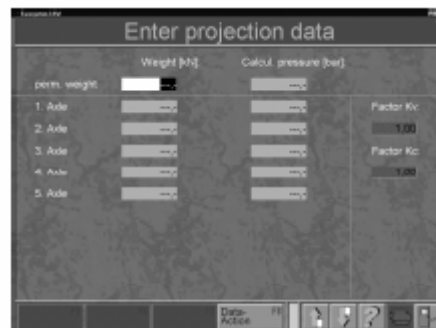 Enter projection data
Weight [kN] Calcul. pressure [bar]
perm. weight: --,- ---,-
1. Axle ---,- ---,- Factor Kv:
2. Axle ---,- ---,- 1,00
3. Axle ---,- ---,- Factor Kc:
4. Axle ---,- ---,- 1,00
5. Axle ---,- ---,-
Data-
Action
?